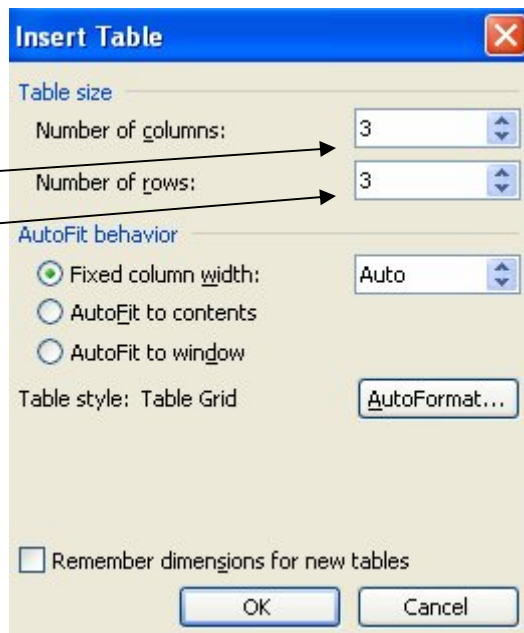 Insert Table
Table size
Number of columns: 3
Number of rows: 3
AutoFit behavior
Fixed column width: Auto
AutoFit to contents
AutoFit to window
Table style: Table Grid AutoFormat...
Remember dimensions for new tables
OK Cancel